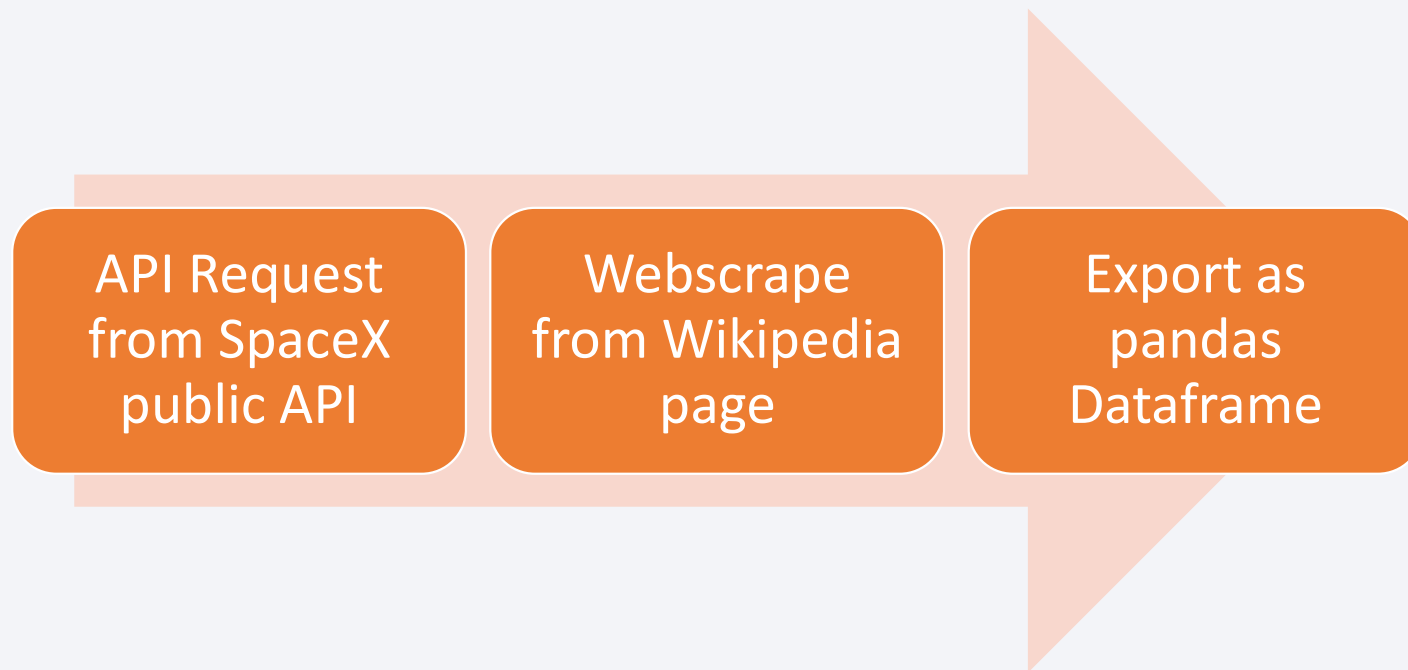 API Request
from SpaceX
public API
Webscrape
from Wikipedia
page
Export as
pandas
Dataframe